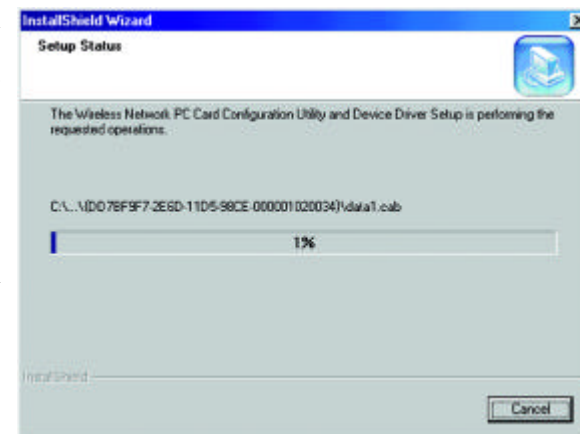 InstallShield Wizard
Setup Status
The Wireless Network PC Card Configuration Utility and Device Driver Setup is performing the
requested operations.
C:\...\{DD7BF9F7-2E6D-11D5-98CE-000001020034}\data1.cab
1%
InstallShield
Cancel